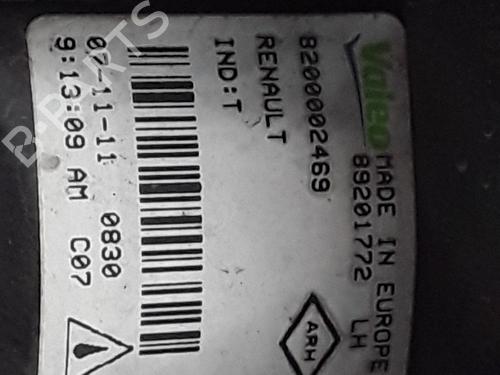 Valeo
MADE IN EUROPE
89201772 LH
8200002469
RENAULT
IND:T
ARH
07-11-11 0830
9:13:09 AM C07
B-PARTS